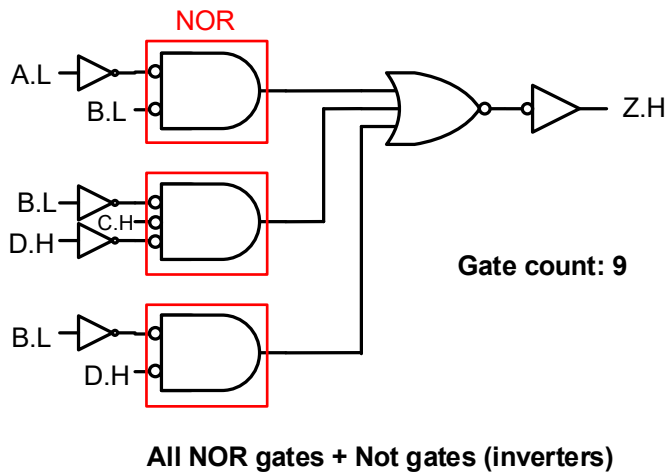 NOR
A.L
B.L
Z.H
B.L
C.H
D.H
Gate count: 9
B.L
D.H
All NOR gates + Not gates (inverters)